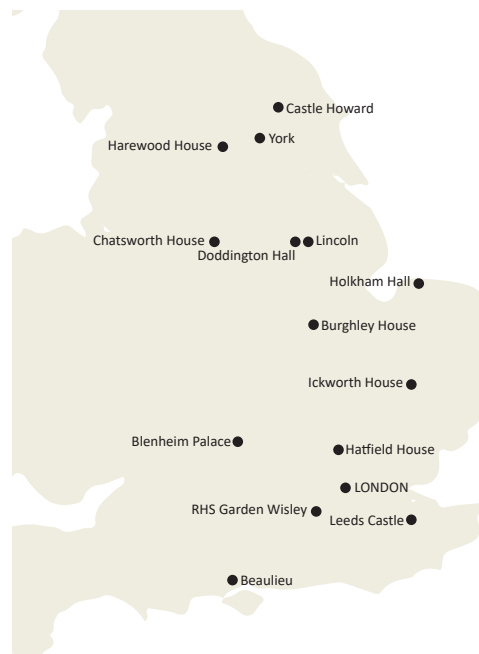 Castle Howard
York
Harewood House
Chatsworth House
Lincoln
Doddington Hall
Holkham Hall
Burghley House
Ickworth House
Blenheim Palace
Hatfield House
LONDON
RHS Garden Wisley
Leeds Castle
Beaulieu